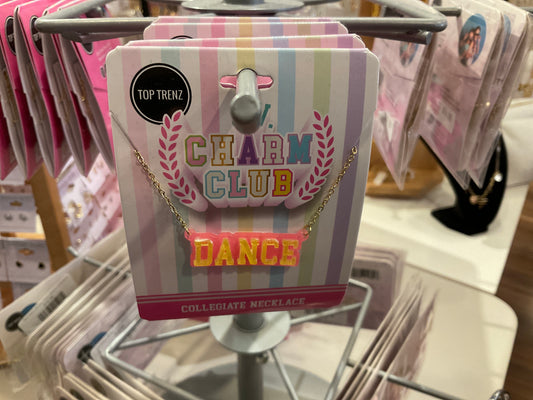 TOP TRENZ
CHARM
CLUB
DANCE
COLLEGIATE NECKLACE